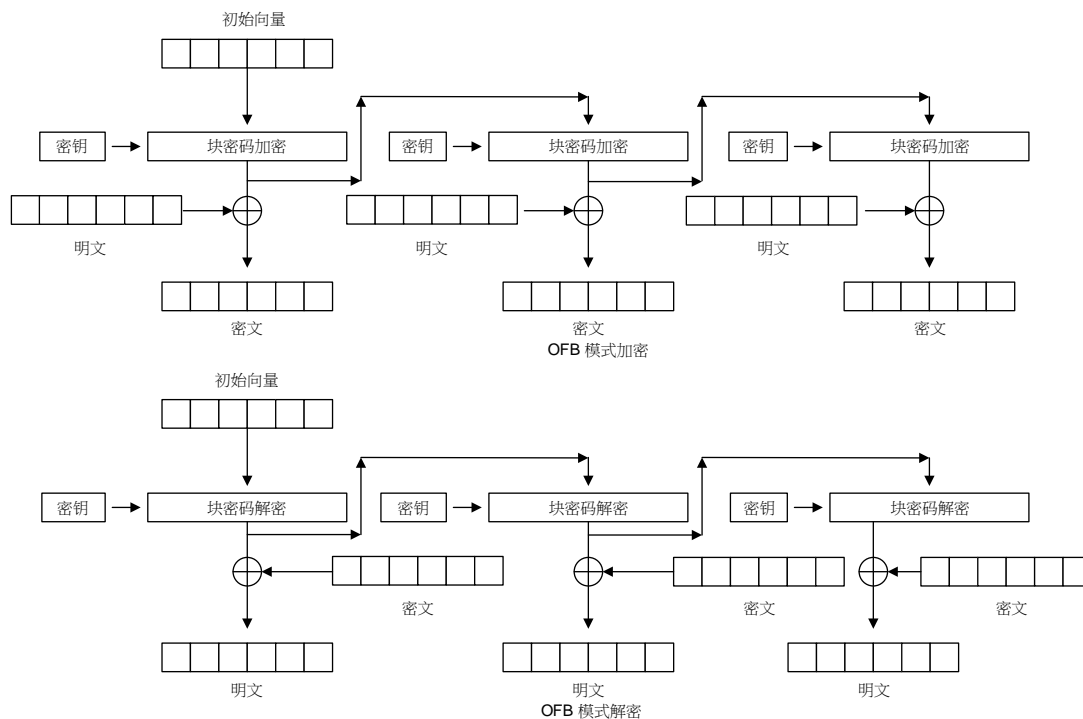 初始向量
密钥
块密码加密
密钥
块密码加密
密钥
块密码加密
明文
明文
明文
密文
密文
密文
OFB 模式加密
初始向量
密钥
块密码解密
密钥
块密码解密
密钥
块密码解密
密文
密文
密文
明文
明文
明文
OFB 模式解密